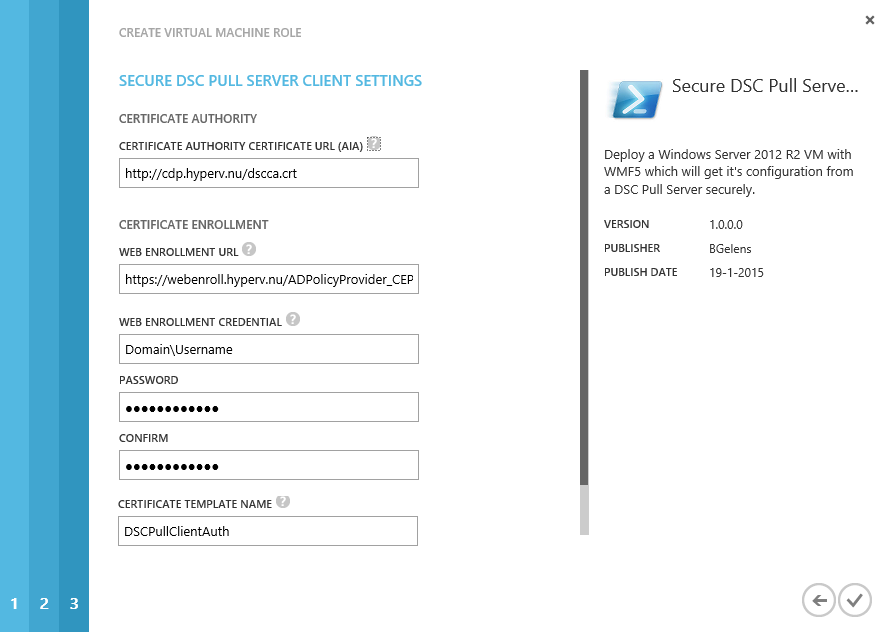 CREATE VIRTUAL MACHINE ROLE
SECURE DSC PULL SERVER CLIENT SETTINGS
CERTIFICATE AUTHORITY
CERTIFICATE AUTHORITY CERTIFICATE URL (AIA) ?
http://cdp.hyperv.nu/dscca.crt
CERTIFICATE ENROLLMENT
WEB ENROLLMENT URL ?
https://webenroll.hyperv.nu/ADPolicyProvider_CEP
WEB ENROLLMENT CREDENTIAL ?
Domain\Username
PASSWORD
●●●●●●●●●●●●
CONFIRM
●●●●●●●●●●●●
CERTIFICATE TEMPLATE NAME ?
DSCPullClientAuth
Secure DSC Pull Serve...
Deploy a Windows Server 2012 R2 VM with
WMF5 which will get it's configuration from
a DSC Pull Server securely.
VERSION 1.0.0.0
PUBLISHER BGelens
PUBLISH DATE 19-1-2015
1 2 3